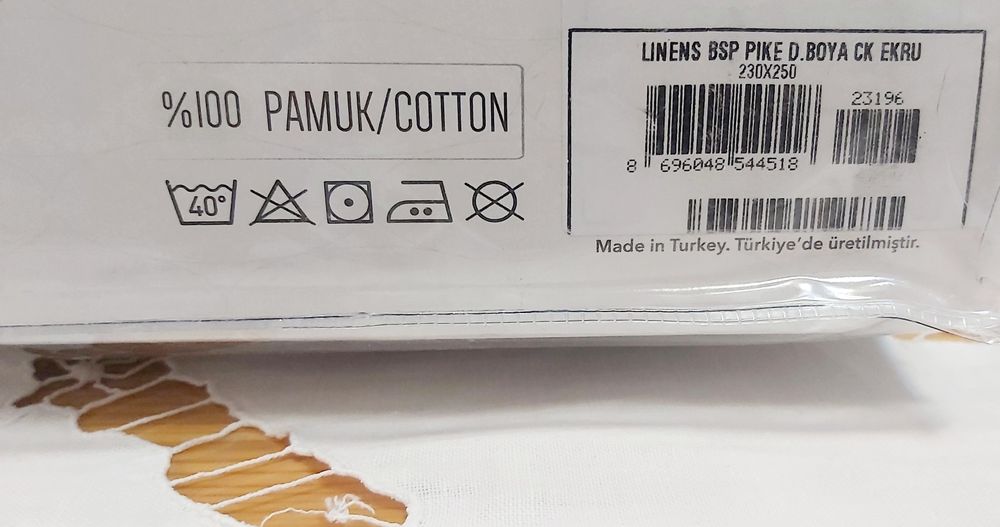 %100 PAMUK/COTTON
40°
LINENS BSP PIKE D.BOYA CK EKRU
230X250
23196
8 696048 544518
Made in Turkey. Türkiye'de üretilmiştir.